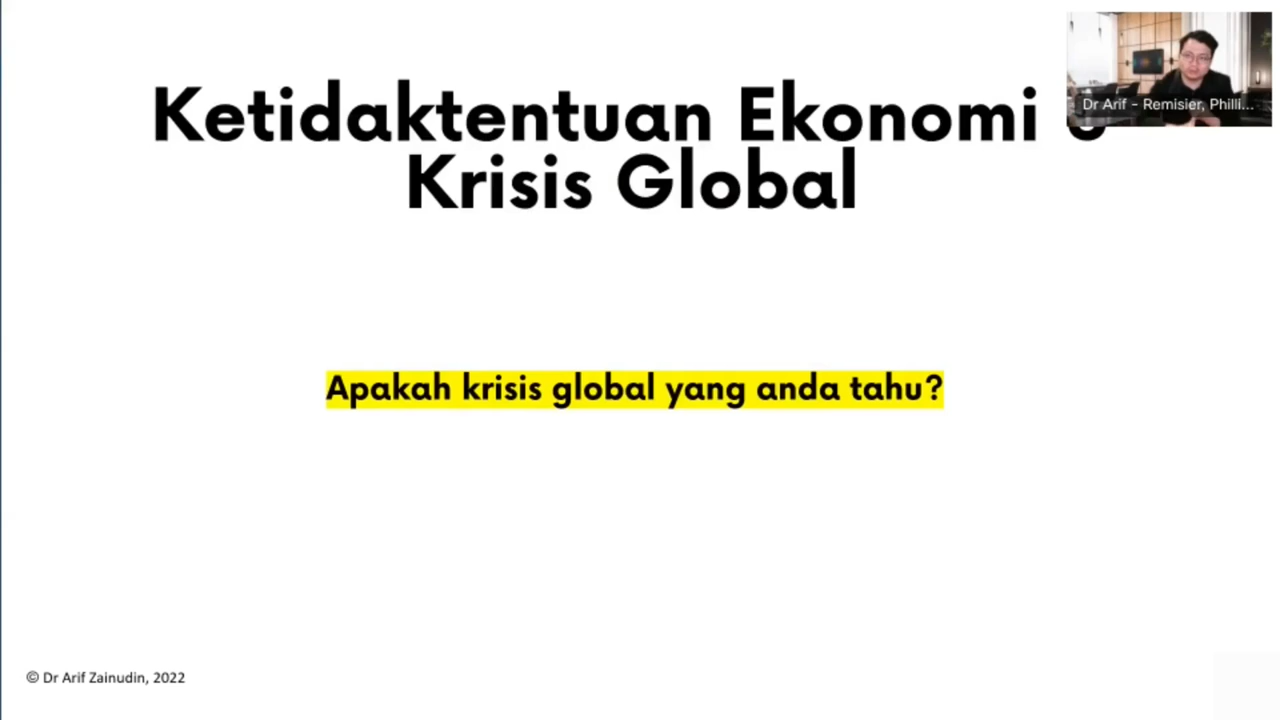 Ketidaktentuan Ekonomi
Krisis Global
Dr Arif - Remisier, Philli...
Apakah krisis global yang anda tahu?
© Dr Arif Zainudin, 2022